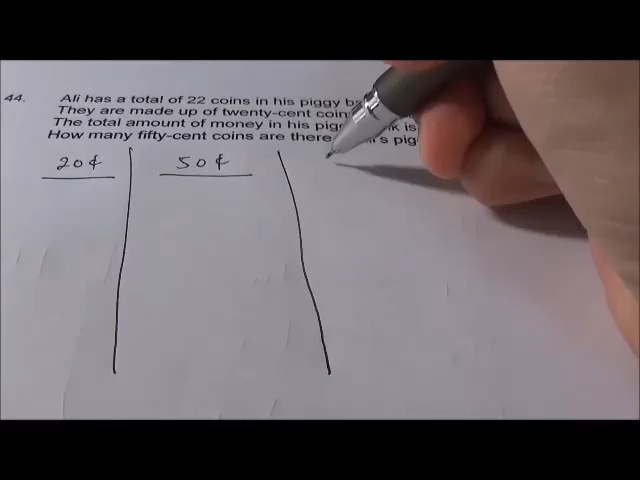 44. Ali has a total of 22 coins in his piggy
They are made up of twenty-cent
The total amount of money in his is
How many fifty-cent coins are there
20¢ 50¢